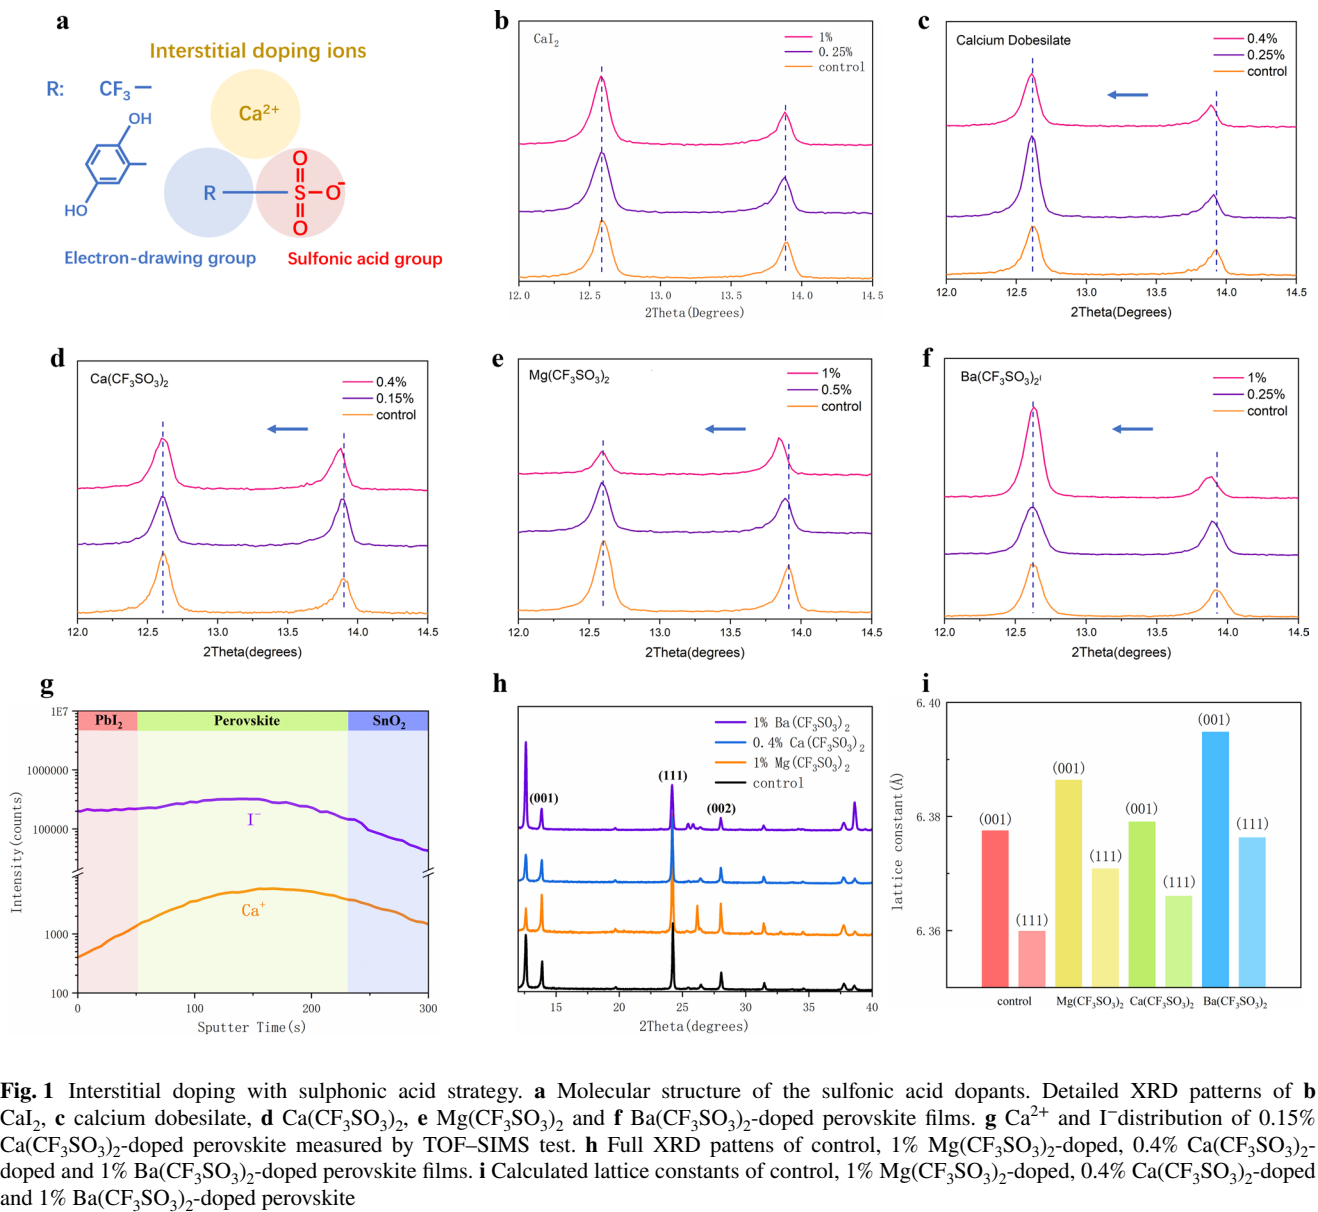 a
Interstitial doping ions
R: CF₃ —
Ca²⁺
OH
HO
R
O
S
O⁻
O
Electron-drawing group
Sulfonic acid group
b
CaI₂
1%
0.25%
control
12.0 12.5 13.0 13.5 14.0 14.5
2Theta(Degrees)
c
Calcium Dobesilate
0.4%
0.25%
control
12.0 12.5 13.0 13.5 14.0 14.5
2Theta(Degrees)
d
Ca(CF₃SO₃)₂
0.4%
0.15%
control
12.0 12.5 13.0 13.5 14.0 14.5
2Theta(degrees)
e
Mg(CF₃SO₃)₂
1%
0.5%
control
12.0 12.5 13.0 13.5 14.0 14.5
2Theta(degrees)
f
Ba(CF₃SO₃)₂
1%
0.25%
control
12.0 12.5 13.0 13.5 14.0 14.5
2Theta(degrees)
g
PbI₂ Perovskite SnO₂
1E7
1000000
100000
1000
100
Intensity(counts)
I⁻
Ca⁺
0 100 200 300
Sputter Time(s)
h
1% Ba(CF₃SO₃)₂
0.4% Ca(CF₃SO₃)₂
1% Mg(CF₃SO₃)₂
control
(001)
(111)
(002)
15 20 25 30 35 40
2Theta(degrees)
i
6.40
6.38
6.36
lattice constant(Å)
(001)
(111)
(001)
(111)
(001)
(111)
(001)
(111)
control Mg(CF₃SO₃)₂ Ca(CF₃SO₃)₂ Ba(CF₃SO₃)₂
Fig. 1 Interstitial doping with sulphonic acid strategy. a Molecular structure of the sulfonic acid dopants. Detailed XRD patterns of b
CaI₂, c calcium dobesilate, d Ca(CF₃SO₃)₂, e Mg(CF₃SO₃)₂ and f Ba(CF₃SO₃)₂-doped perovskite films. g Ca²⁺ and I⁻distribution of 0.15%
Ca(CF₃SO₃)₂-doped perovskite measured by TOF–SIMS test. h Full XRD pattens of control, 1% Mg(CF₃SO₃)₂-doped, 0.4% Ca(CF₃SO₃)₂-
doped and 1% Ba(CF₃SO₃)₂-doped perovskite films. i Calculated lattice constants of control, 1% Mg(CF₃SO₃)₂-doped, 0.4% Ca(CF₃SO₃)₂-doped
and 1% Ba(CF₃SO₃)₂-doped perovskite